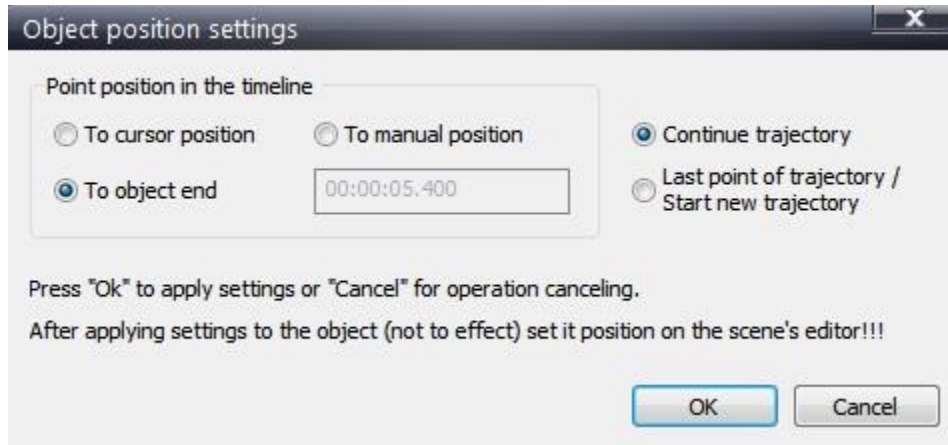 Object position settings
Point position in the timeline
To cursor position
To manual position
To object end
00:00:05.400
Continue trajectory
Last point of trajectory /
Start new trajectory
Press "Ok" to apply settings or "Cancel" for operation canceling.
After applying settings to the object (not to effect) set it position on the scene's editor!!!
OK
Cancel